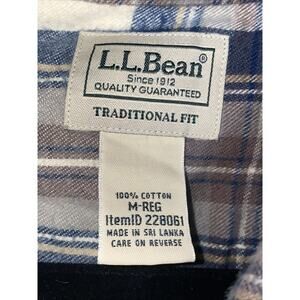 L.L.Bean®
Since 1912
QUALITY GUARANTEED
TRADITIONAL FIT
100% COTTON
M-REG
ItemID 228061
MADE IN SRI LANKA
CARE ON REVERSE